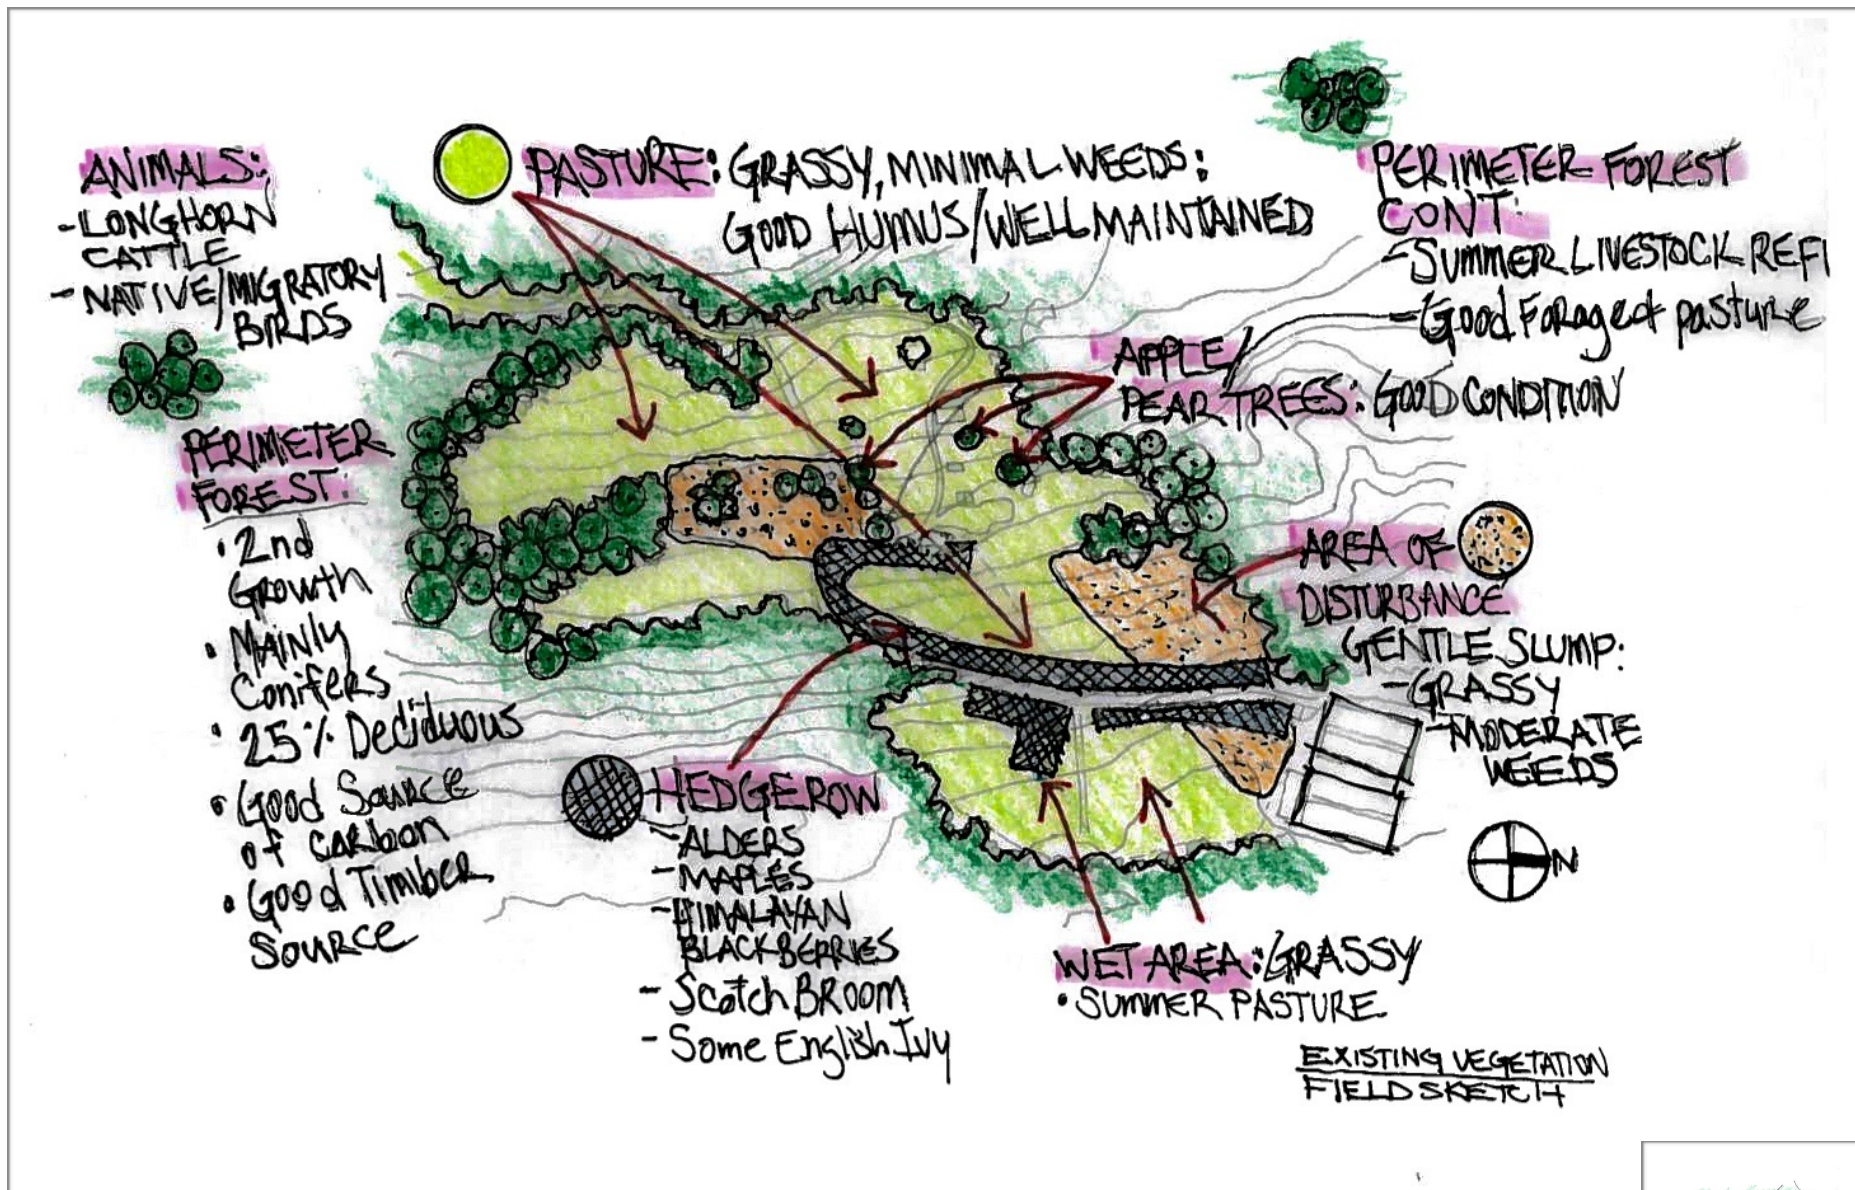 ANIMALS:
- LONGHORN
CATTLE
- NATIVE/MIGRATORY
BIRDS
PASTURE: GRASSY, MINIMAL WEEDS:
GOOD HUMUS/WELL MAINTAINED
PERIMETER FOREST
CONT:
- SUMMER LIVESTOCK REFI
- Good Foraged pasture
APPLE/
PEAR TREES: GOOD CONDITION
PERIMETER
FOREST:
• 2nd
Growth
• MAINLY
Conifers
• 25% Deciduous
• Good Source
of carbon
• Good Timber
Source
AREA OF
DISTURBANCE
GENTLE SLUMP:
- GRASSY
- MODERATE
WEEDS
HEDGEROW
- ALDERS
- MAPLES
- HIMALAYAN
BLACKBERRIES
- Scotch BROOM
- Some English Ivy
N
WET AREA: GRASSY
• SUMMER PASTURE
EXISTING VEGETATION
FIELD SKETCH